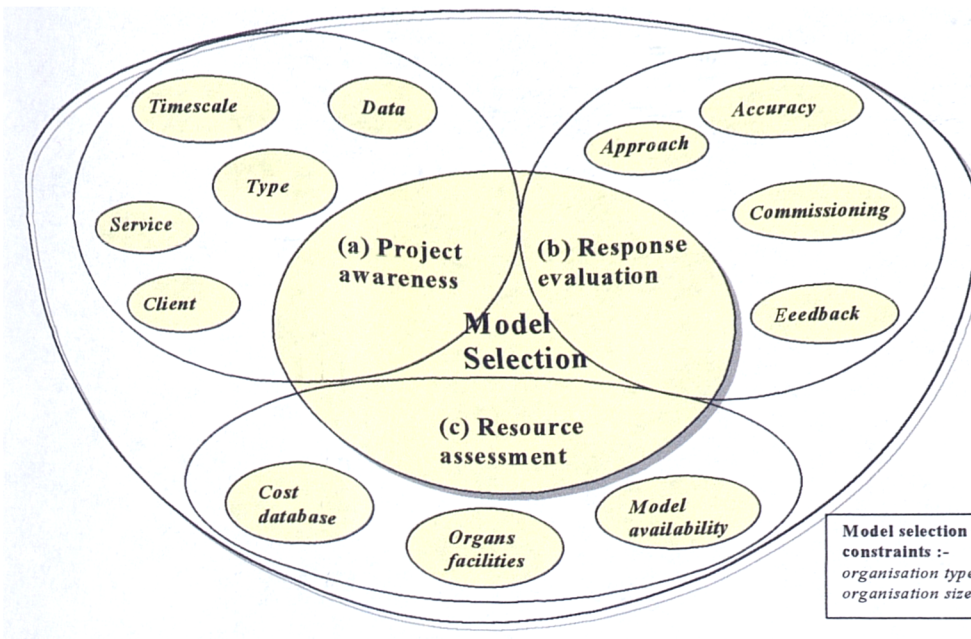 Timescale
Data
Type
Service
Client
(a) Project
awareness
Approach
Accuracy
Commissioning
Eeedback
(b) Response
evaluation
Model
Selection
(c) Resource
assessment
Cost
database
Organs
facilities
Model
availability
Model selection
constraints :-
organisation type
organisation size